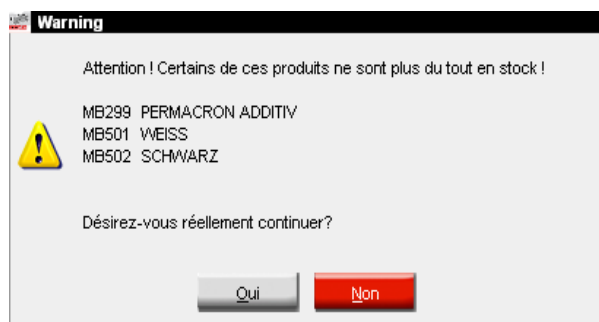 Warning
Attention ! Certains de ces produits ne sont plus du tout en stock !
MB299 PERMACRON ADDITIV
MB501 WEISS
MB502 SCHWARZ
Désirez-vous réellement continuer?
Oui
Non